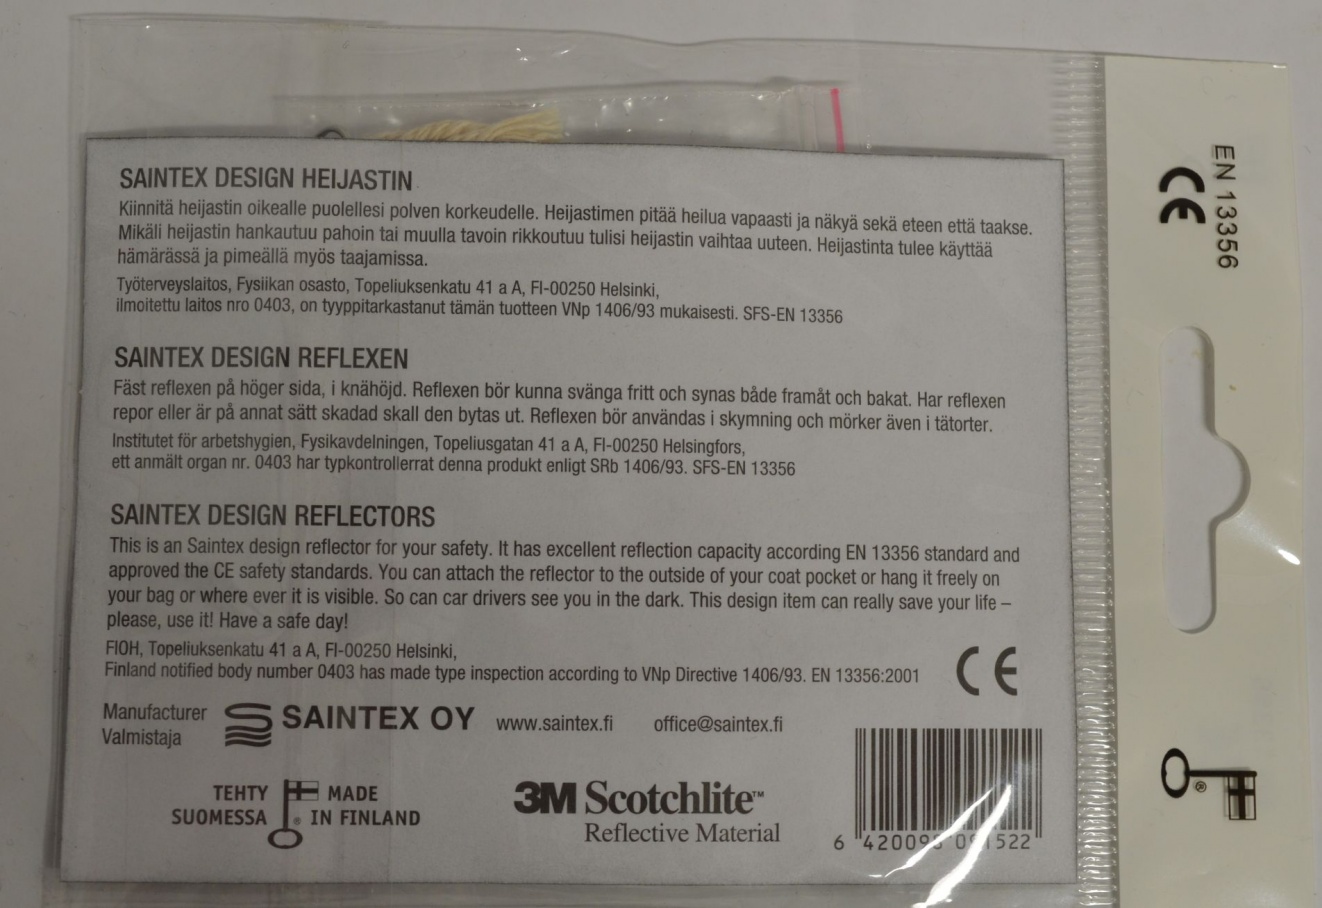 SAINTEX DESIGN HEIJASTIN
Kiinnitä heijastin oikealle puolellesi polven korkeudelle. Heijastimen pitää heilua vapaasti ja näkyä sekä eteen että taakse.
Mikäli heijastin hankautuu pahoin tai muulla tavoin rikkoutuu tulisi heijastin vaihtaa uuteen. Heijastinta tulee käyttää
hämärässä ja pimeällä myös taajamissa.
Työterveyslaitos, Fysiikan osasto, Topeliuksenkatu 41 a A, FI-00250 Helsinki,
ilmoitettu laitos nro 0403, on tyyppitarkastanut tämän tuotteen VNp 1406/93 mukaisesti. SFS-EN 13356
SAINTEX DESIGN REFLEXEN
Fäst reflexen på höger sida, i knähöjd. Reflexen bör kunna svänga fritt och synas både framåt och bakat. Har reflexen
repor eller är på annat sätt skadad skall den bytas ut. Reflexen bör användas i skymning och mörker även i tätorter.
Institutet för arbetshygien, Fysikavdelningen, Topeliusgatan 41 a A, FI-00250 Helsingfors,
ett anmält organ nr. 0403 har typkontrollerrat denna produkt enligt SRb 1406/93. SFS-EN 13356
SAINTEX DESIGN REFLECTORS
This is an Saintex design reflector for your safety. It has excellent reflection capacity according EN 13356 standard and
approved the CE safety standards. You can attach the reflector to the outside of your coat pocket or hang it freely on
your bag or where ever it is visible. So can car drivers see you in the dark. This design item can really save your life –
please, use it! Have a safe day!
FIOH, Topeliuksenkatu 41 a A, FI-00250 Helsinki,
Finland notified body number 0403 has made type inspection according to VNp Directive 1406/93. EN 13356:2001
CE
Manufacturer
Valmistaja
SAINTEX OY www.saintex.fi office@saintex.fi
TEHTY
SUOMESSA
® MADE
IN FINLAND
3M Scotchlite™
Reflective Material
6 1522
EN 13356
CE
®